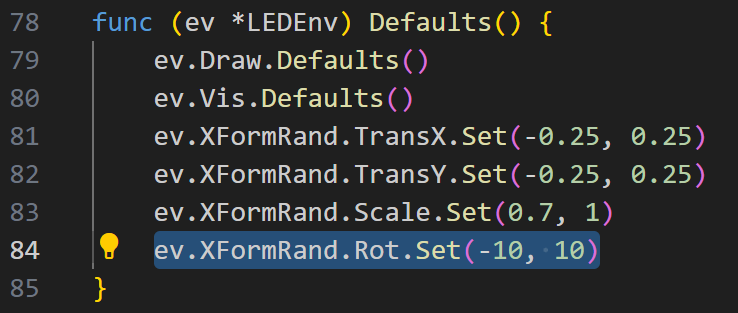 78 func (ev *LEDEnv) Defaults() {
79     ev.Draw.Defaults()
80     ev.Vis.Defaults()
81     ev.XFormRand.TransX.Set(-0.25, 0.25)
82     ev.XFormRand.TransY.Set(-0.25, 0.25)
83     ev.XFormRand.Scale.Set(0.7, 1)
84     ev.XFormRand.Rot.Set(-10, 10)
85 }